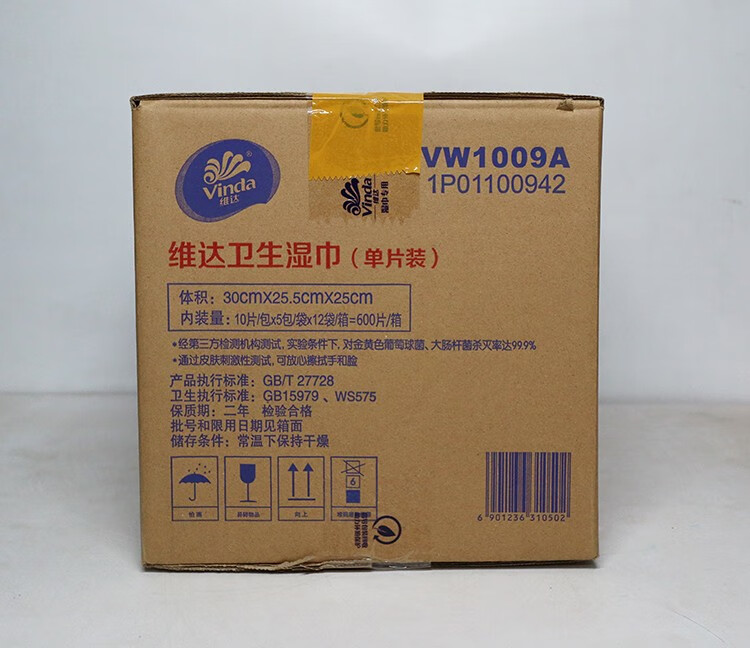 Vinda
维达
VW1009A
1P01100942
Vinda
湿巾专用
维达卫生湿巾（单片装）
体积：30cmX25.5cmX25cm
内装量：10片/包x5包/袋x12袋/箱=600片/箱
*经第三方检测机构测试，实验条件下，对金黄色葡萄球菌、大肠杆菌杀灭率达99.9%
*通过皮肤刺激性测试，可放心擦拭手和脸
产品执行标准：GB/T 27728
卫生执行标准：GB15979 、WS575
保质期：二年 检验合格
批号和限用日期见箱面
储存条件：常温下保持干燥
6
向上
6 901236 310502